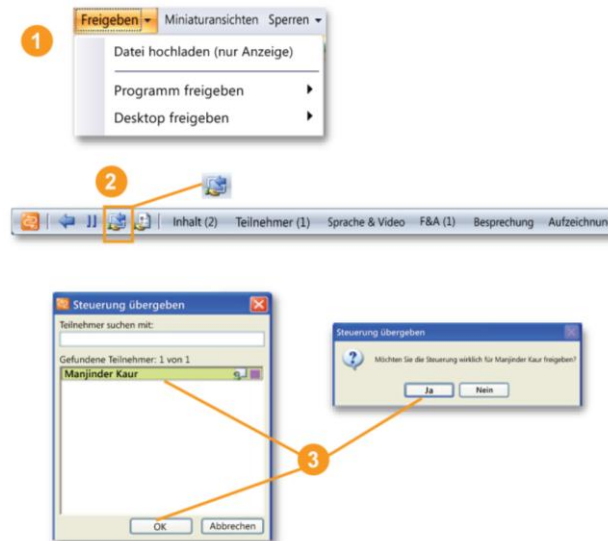 1
Freigeben Miniaturansichten Sperren
Datei hochladen (nur Anzeige)
Programm freigeben
Desktop freigeben
2
Inhalt (2) Teilnehmer (1) Sprache & Video F&A (1) Besprechung Aufzeichnun
Steuerung übergeben
Teilnehmer suchen mit:
Gefundene Teilnehmer: 1 von 1
Manjinder Kaur
OK Abbrechen
Steuerung übergeben
Möchten Sie die Steuerung wirklich für Manjinder Kaur freigeben?
Ja Nein
3